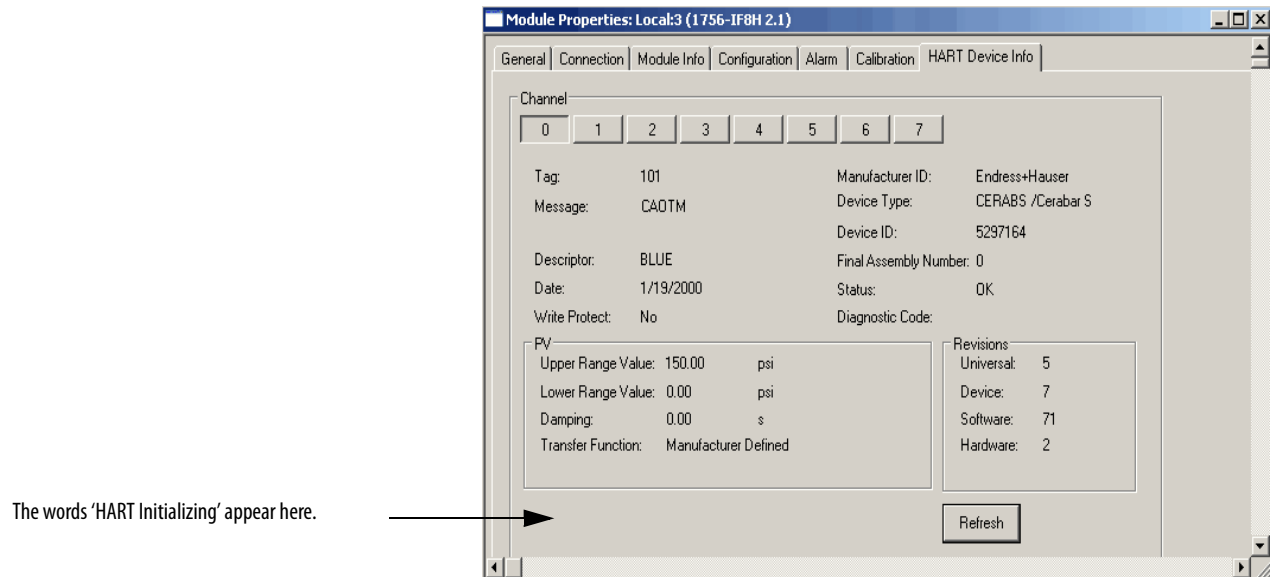 Module Properties: Local:3 (1756-IF8H 2.1)
General Connection Module Info Configuration Alarm Calibration HART Device Info
Channel
0 1 2 3 4 5 6 7
Tag: 101 Manufacturer ID: Endress+Hauser
Message: CAOTM Device Type: CERABS /Cerabar S
Device ID: 5297164
Descriptor: BLUE Final Assembly Number: 0
Date: 1/19/2000 Status: OK
Write Protect: No Diagnostic Code:
PV Revisions
Upper Range Value: 150.00 psi Universal: 5
Lower Range Value: 0.00 psi Device: 7
Damping: 0.00 s Software: 71
Transfer Function: Manufacturer Defined Hardware: 2
The words ‘HART Initializing’ appear here.
Refresh